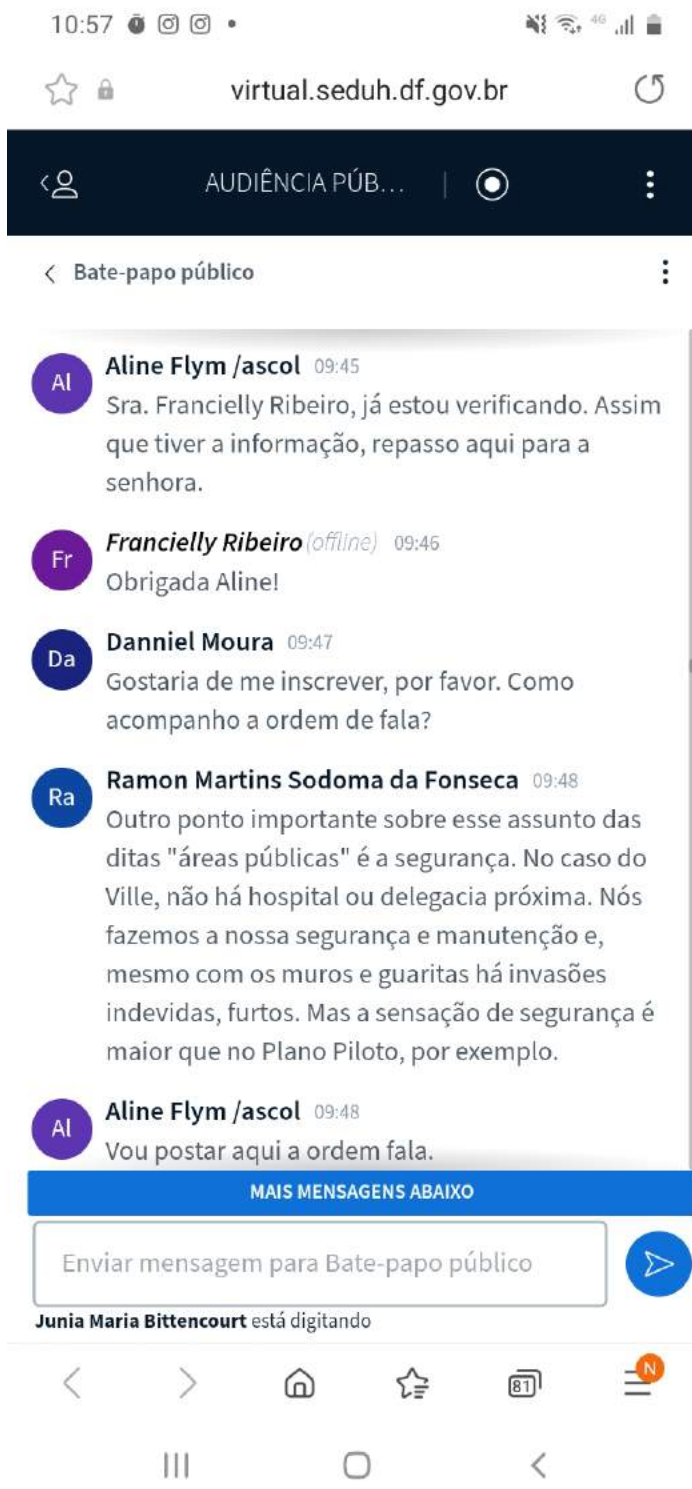 10:57
4G
virtual.seduh.df.gov.br
AUDIÊNCIA PÚB...
Bate-papo público
Al
Aline Flym /ascol 09:45
Sra. Francielly Ribeiro, já estou verificando. Assim
que tiver a informação, repasso aqui para a
senhora.
Fr
Francielly Ribeiro (offline) 09:46
Obrigada Aline!
Da
Danniel Moura 09:47
Gostaria de me inscrever, por favor. Como
acompanho a ordem de fala?
Ra
Ramon Martins Sodoma da Fonseca 09:48
Outro ponto importante sobre esse assunto das
ditas "áreas públicas" é a segurança. No caso do
Ville, não há hospital ou delegacia próxima. Nós
fazemos a nossa segurança e manutenção e,
mesmo com os muros e guaritas há invasões
indevidas, furtos. Mas a sensação de segurança é
maior que no Plano Piloto, por exemplo.
Al
Aline Flym /ascol 09:48
Vou postar aqui a ordem fala.
MAIS MENSAGENS ABAIXO
Enviar mensagem para Bate-papo público
Junia Maria Bittencourt está digitando
81
N